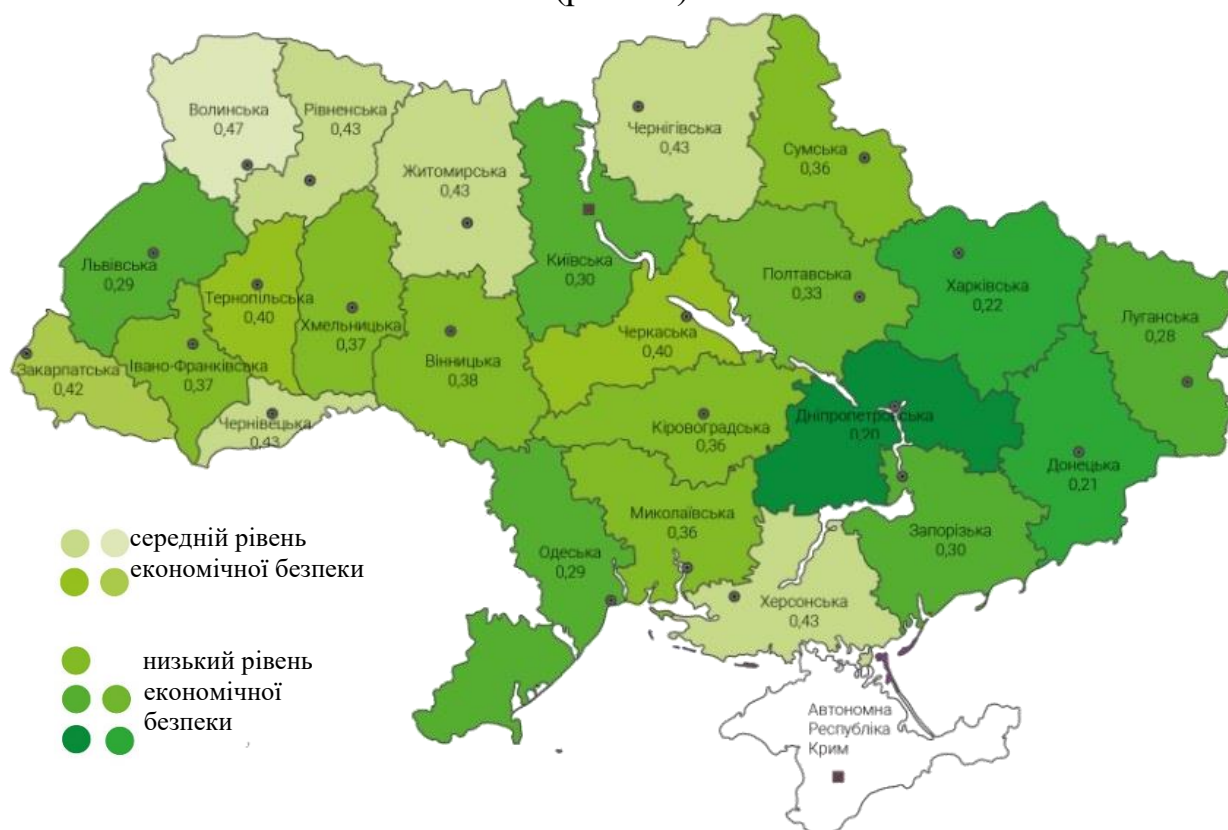 Волинська
0,47
Рівненська
0,43
Житомирська
0,43
Чернігівська
0,43
Сумська
0,36
Львівська
0,29
Тернопільська
0,40
Хмельницька
0,37
Київська
0,30
Полтавська
0,33
Харківська
0,22
Луганська
0,28
Закарпатська
0,42
Івано-Франківська
0,37
Вінницька
0,38
Черкаська
0,40
Чернівецька
0,43
Кіровоградська
0,36
Дніпропетровська
0,20
Донецька
0,21
Миколаївська
0,36
Одеська
0,29
Запорізька
0,30
Херсонська
0,43
Автономна
Республіка
Крим
середній рівень
економічної безпеки
низький рівень
економічної
безпеки